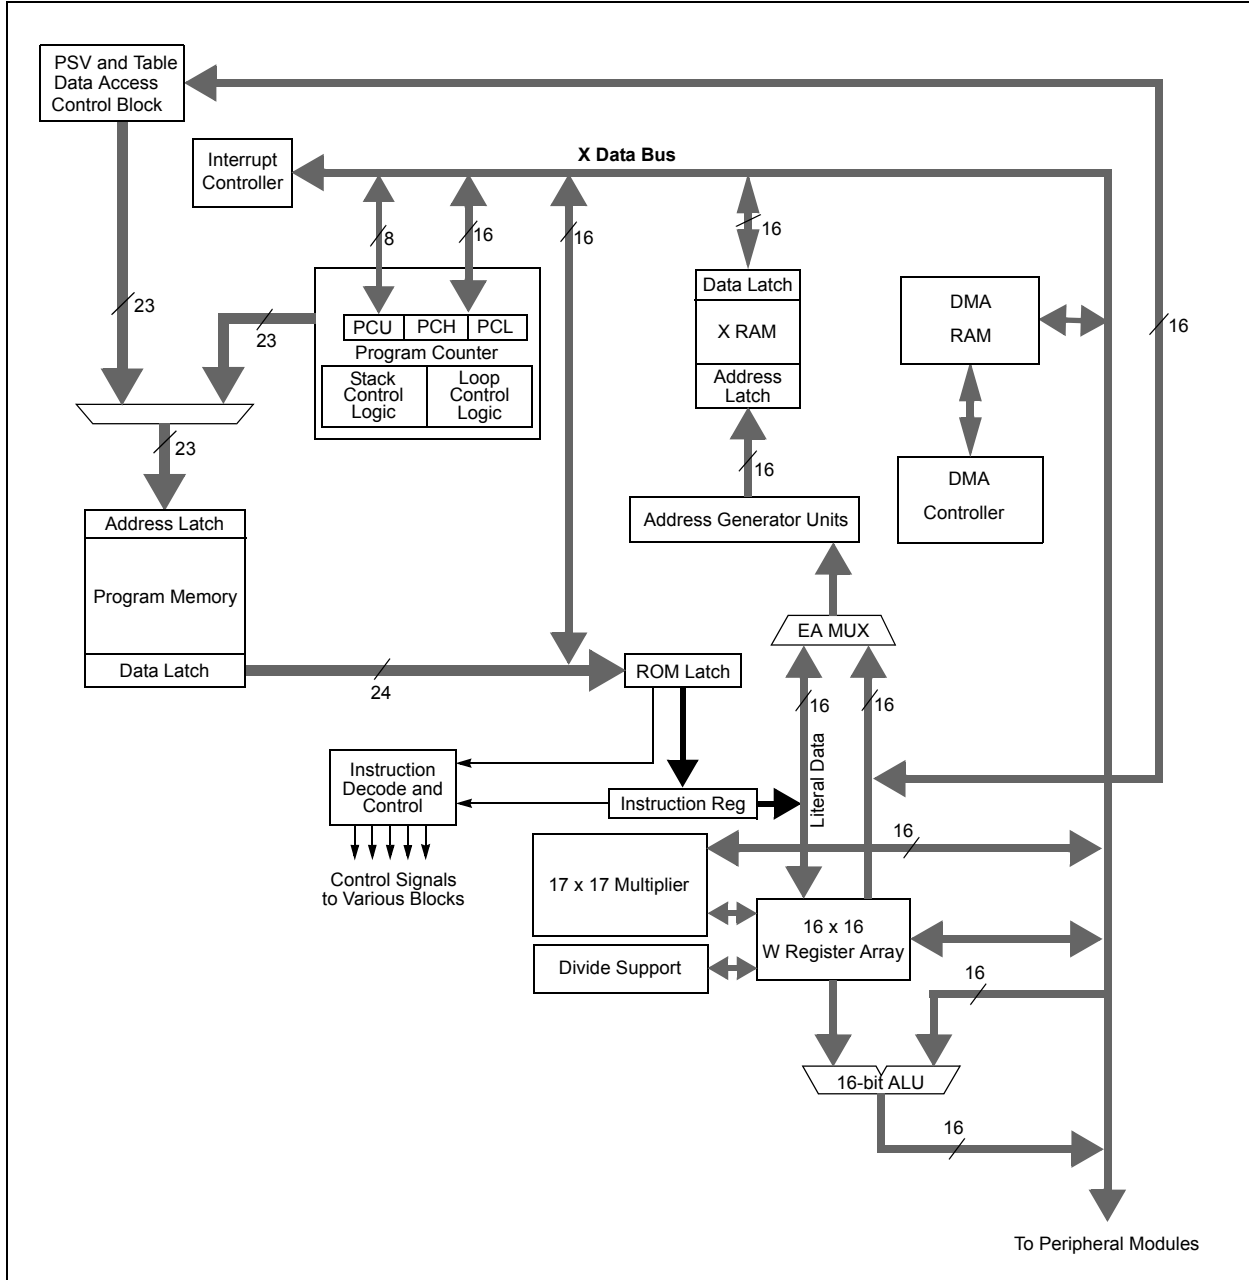 PSV and Table
Data Access
Control Block
Interrupt
Controller
X Data Bus
8
16
16
16
23
23
PCU
PCH
PCL
Program Counter
Stack
Control
Logic
Loop
Control
Logic
Data Latch
X RAM
Address
Latch
DMA
RAM
16
23
16
DMA
Controller
Address Generator Units
Address Latch
Program Memory
Data Latch
24
EA MUX
ROM Latch
16
16
Literal Data
Instruction
Decode and
Control
Instruction Reg
Control Signals
to Various Blocks
16
17 x 17 Multiplier
16 x 16
W Register Array
Divide Support
16
16-bit ALU
16
To Peripheral Modules